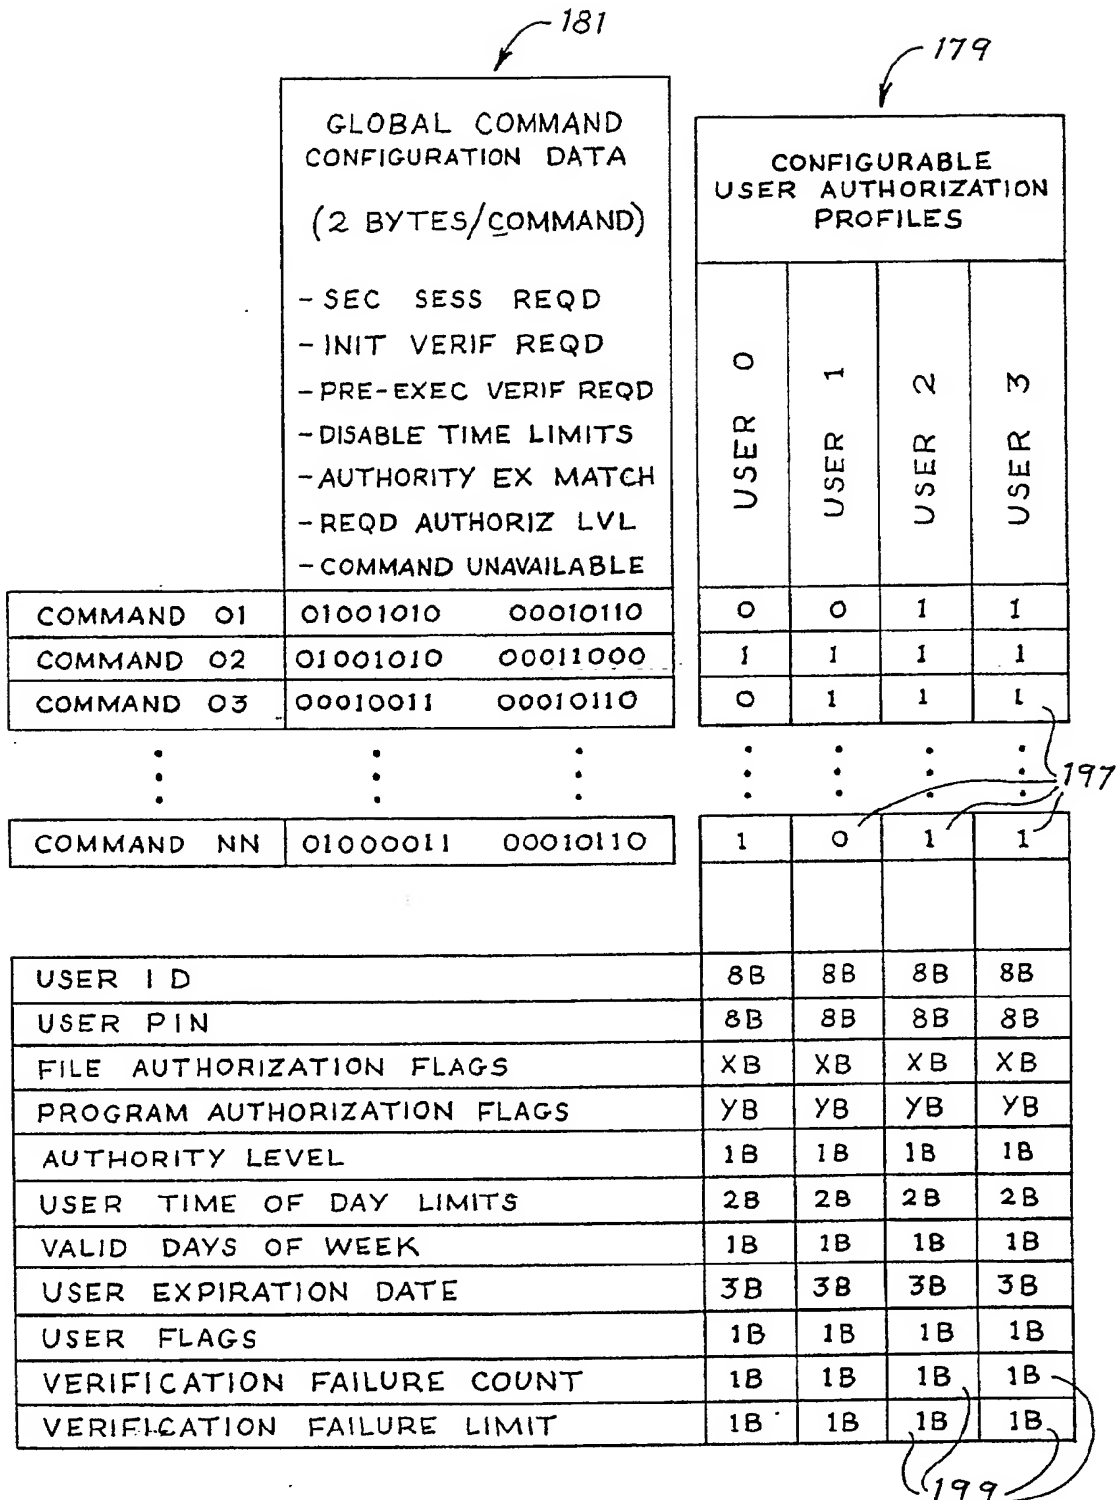 181
179
GLOBAL COMMAND
CONFIGURATION DATA
(2 BYTES/COMMAND)
- SEC SESS REQD
- INIT VERIF REQD
- PRE-EXEC VERIF REQD
- DISABLE TIME LIMITS
- AUTHORITY EX MATCH
- REQD AUTHORIZ LVL
- COMMAND UNAVAILABLE
CONFIGURABLE
USER AUTHORIZATION
PROFILES
USER 0
USER 1
USER 2
USER 3
COMMAND 01 01001010 00010110 0 0 1 1
COMMAND 02 01001010 00011000 1 1 1 1
COMMAND 03 00010011 00010110 0 1 1 1
197
COMMAND NN 01000011 00010110 1 0 1 1
USER ID 8B 8B 8B 8B
USER PIN 8B 8B 8B 8B
FILE AUTHORIZATION FLAGS XB XB XB XB
PROGRAM AUTHORIZATION FLAGS YB YB YB YB
AUTHORITY LEVEL 1B 1B 1B 1B
USER TIME OF DAY LIMITS 2B 2B 2B 2B
VALID DAYS OF WEEK 1B 1B 1B 1B
USER EXPIRATION DATE 3B 3B 3B 3B
USER FLAGS 1B 1B 1B 1B
VERIFICATION FAILURE COUNT 1B 1B 1B 1B
VERIFICATION FAILURE LIMIT 1B 1B 1B 1B
199